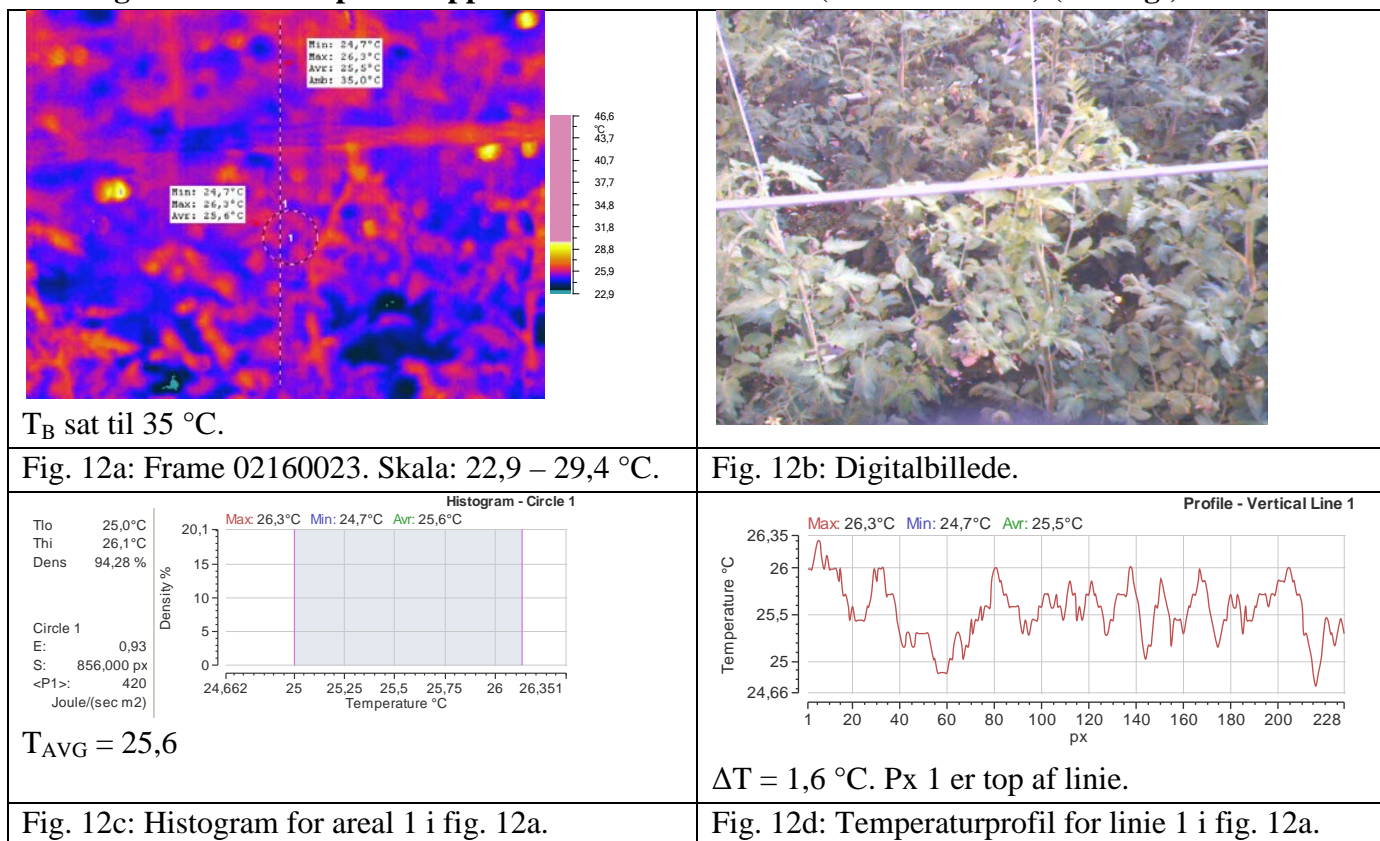 Min: 24,7°C
Max: 26,3°C
Avr: 25,5°C
Amb: 35,0°C
Min: 24,7°C
Max: 26,3°C
Avr: 25,6°C
1
1
46,6
°C
43,7
40,7
37,7
34,8
31,8
28,8
25,9
22,9
T_B sat til 35 °C.
Fig. 12a: Frame 02160023. Skala: 22,9 – 29,4 °C.
Fig. 12b: Digitalbillede.
Histogram - Circle 1
Tlo 25,0°C
Thi 26,1°C
Dens 94,28 %
Circle 1
E: 0,93
S: 856,000 px
<P1>: 420
Joule/(sec m2)
Max: 26,3°C Min: 24,7°C Avr: 25,6°C
Density %
20,1
15
10
5
0
24,662 25 25,25 25,5 25,75 26 26,351
Temperature °C
T_AVG = 25,6
Fig. 12c: Histogram for areal 1 i fig. 12a.
Profile - Vertical Line 1
Max: 26,3°C Min: 24,7°C Avr: 25,5°C
Temperature °C
26,35
26
25,5
25
24,66
1 20 40 60 80 100 120 140 160 180 200 228
px
ΔT = 1,6 °C. Px 1 er top af linie.
Fig. 12d: Temperaturprofil for linie 1 i fig. 12a.